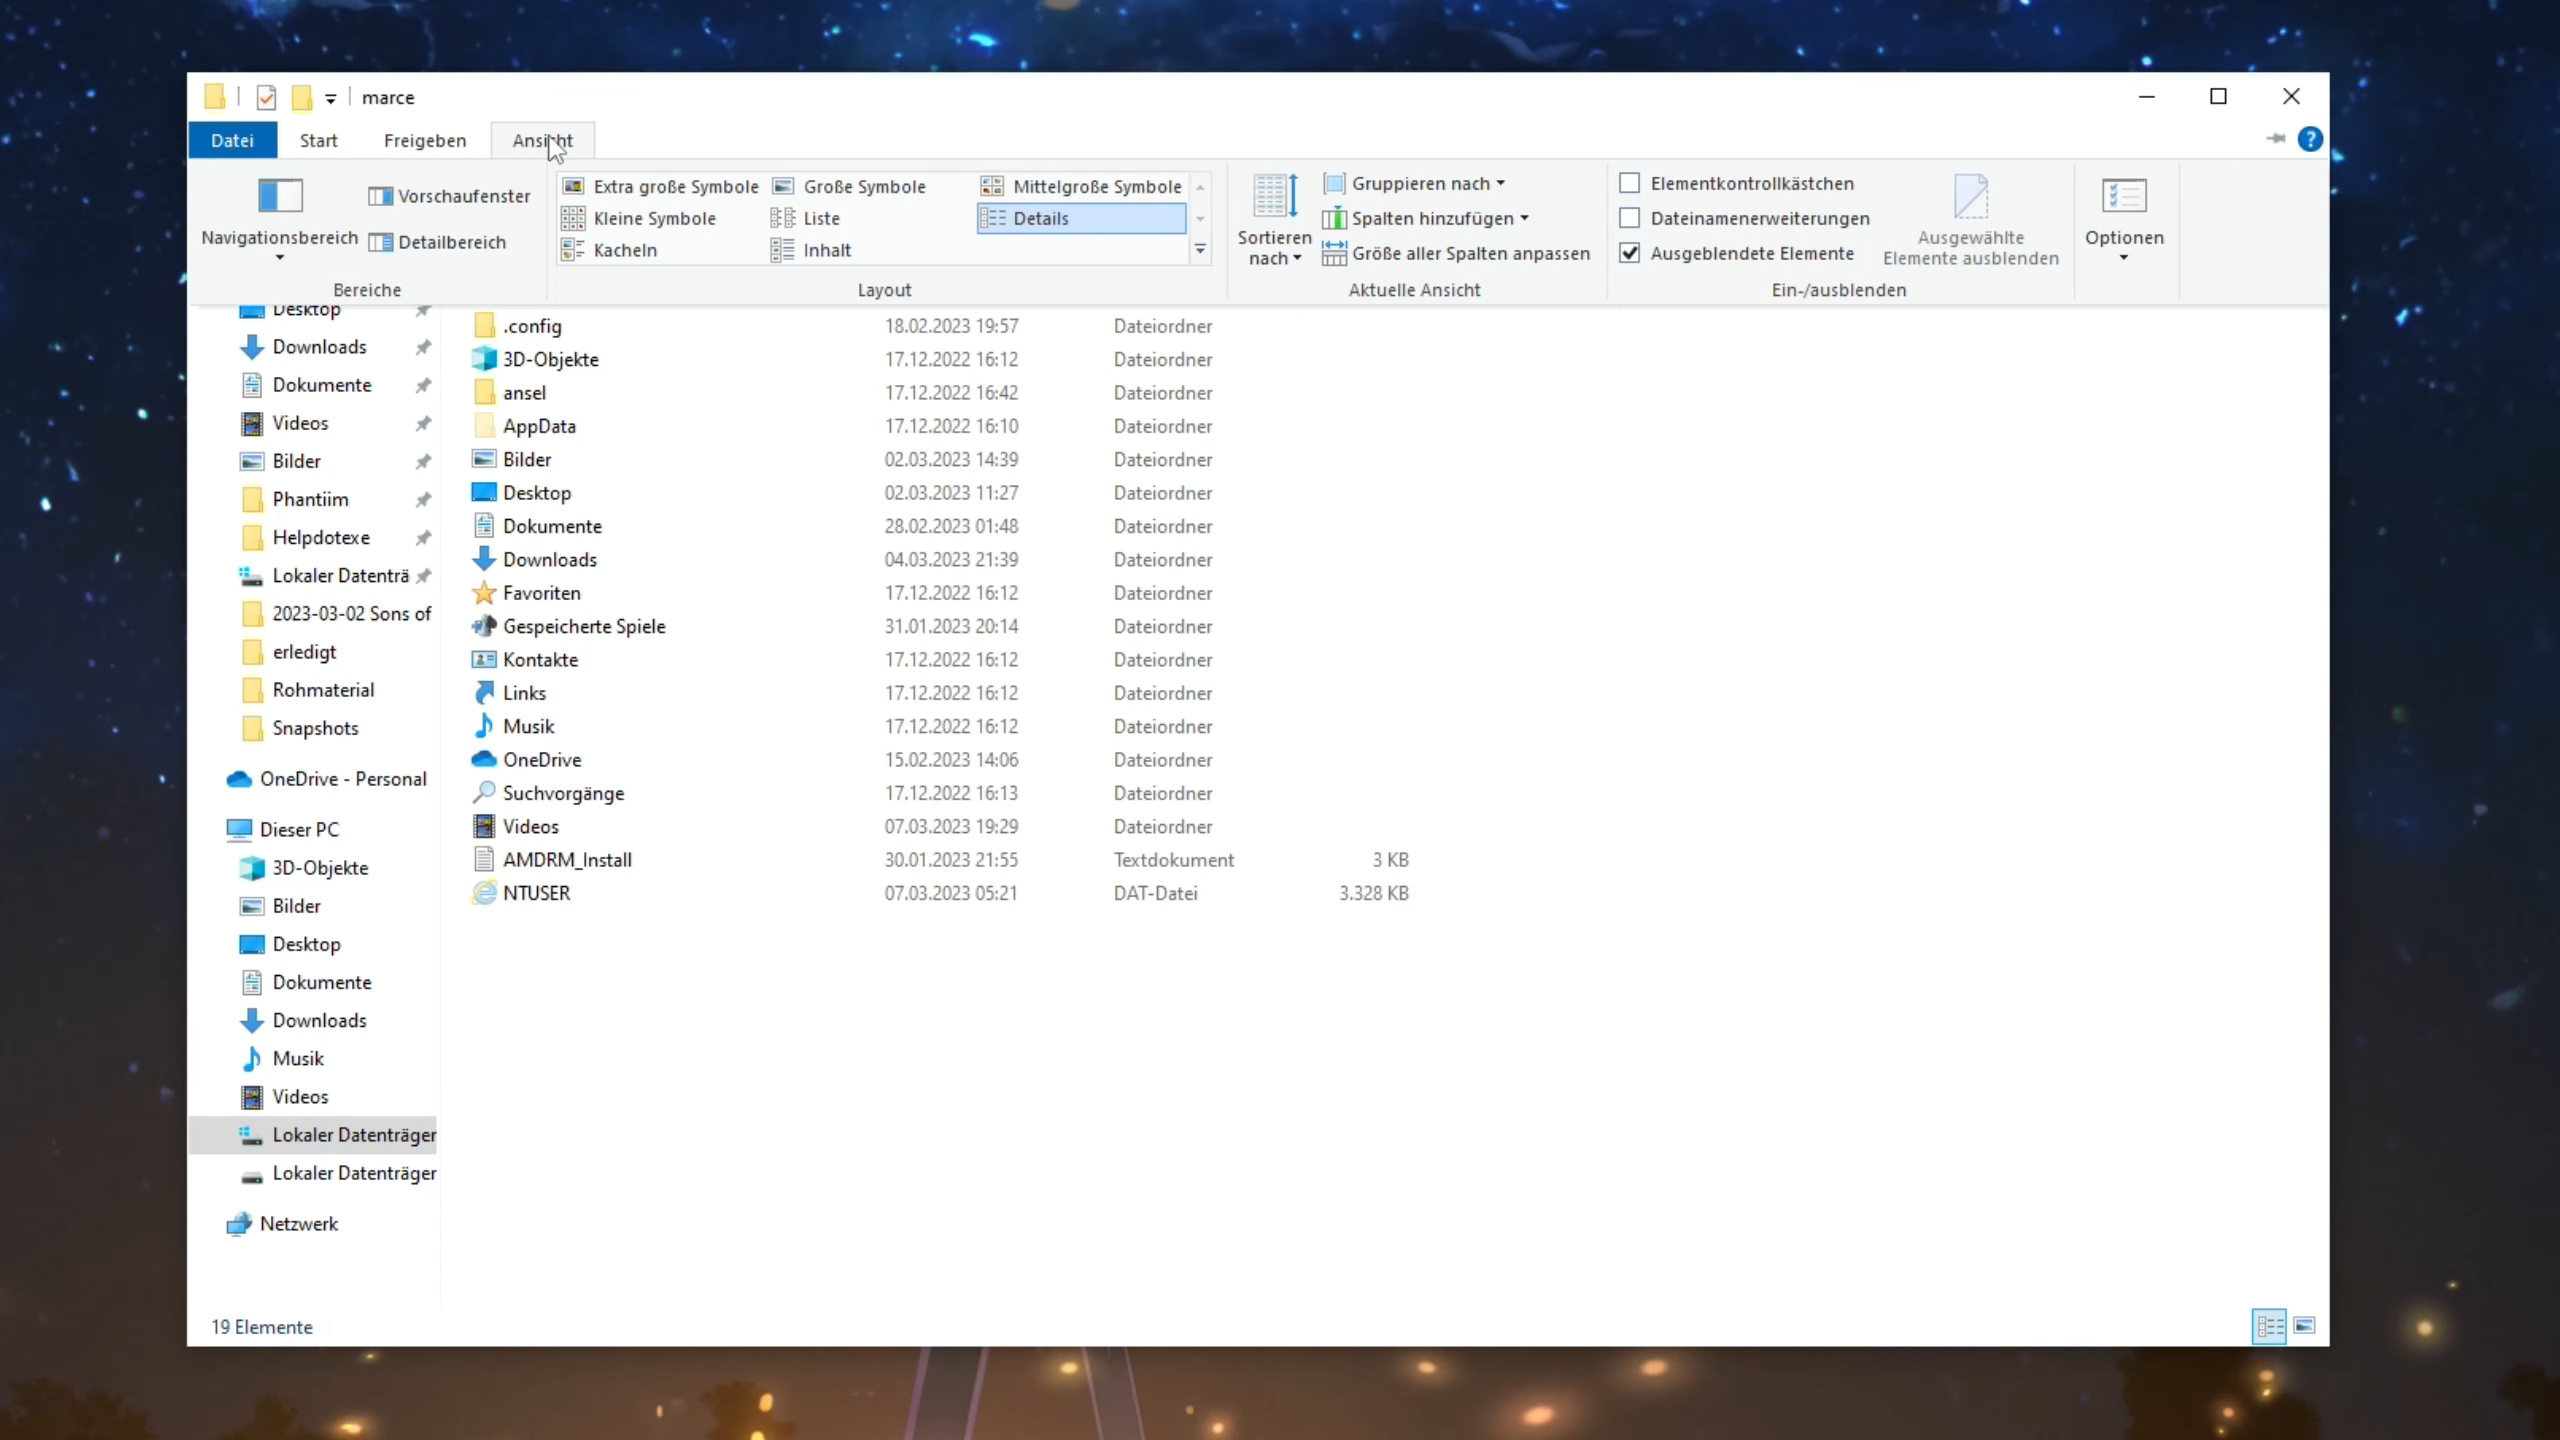 marce
Datei Start Freigeben Ansicht
Navigationsbereich
Vorschaufenster
Detailbereich
Bereiche
Extra große Symbole Große Symbole Mittelgroße Symbole
Kleine Symbole Liste Details
Kacheln Inhalt
Layout
Sortieren
nach
Gruppieren nach
Spalten hinzufügen
Größe aller Spalten anpassen
Aktuelle Ansicht
Elementkontrollkästchen
Dateinamenerweiterungen
Ausgeblendete Elemente
Ausgewählte
Elemente ausblenden
Ein-/ausblenden
Optionen
?
Desktop
Downloads
Dokumente
Videos
Bilder
Phantiim
Helpdotexe
Lokaler Datenträ
2023-03-02 Sons of
erledigt
Rohmaterial
Snapshots
OneDrive - Personal
Dieser PC
3D-Objekte
Bilder
Desktop
Dokumente
Downloads
Musik
Videos
Lokaler Datenträger
Lokaler Datenträger
Netzwerk
.config 18.02.2023 19:57 Dateiordner
3D-Objekte 17.12.2022 16:12 Dateiordner
ansel 17.12.2022 16:42 Dateiordner
AppData 17.12.2022 16:10 Dateiordner
Bilder 02.03.2023 14:39 Dateiordner
Desktop 02.03.2023 11:27 Dateiordner
Dokumente 28.02.2023 01:48 Dateiordner
Downloads 04.03.2023 21:39 Dateiordner
Favoriten 17.12.2022 16:12 Dateiordner
Gespeicherte Spiele 31.01.2023 20:14 Dateiordner
Kontakte 17.12.2022 16:12 Dateiordner
Links 17.12.2022 16:12 Dateiordner
Musik 17.12.2022 16:12 Dateiordner
OneDrive 15.02.2023 14:06 Dateiordner
Suchvorgänge 17.12.2022 16:13 Dateiordner
Videos 07.03.2023 19:29 Dateiordner
AMDRM_Install 30.01.2023 21:55 Textdokument 3 KB
NTUSER 07.03.2023 05:21 DAT-Datei 3.328 KB
19 Elemente